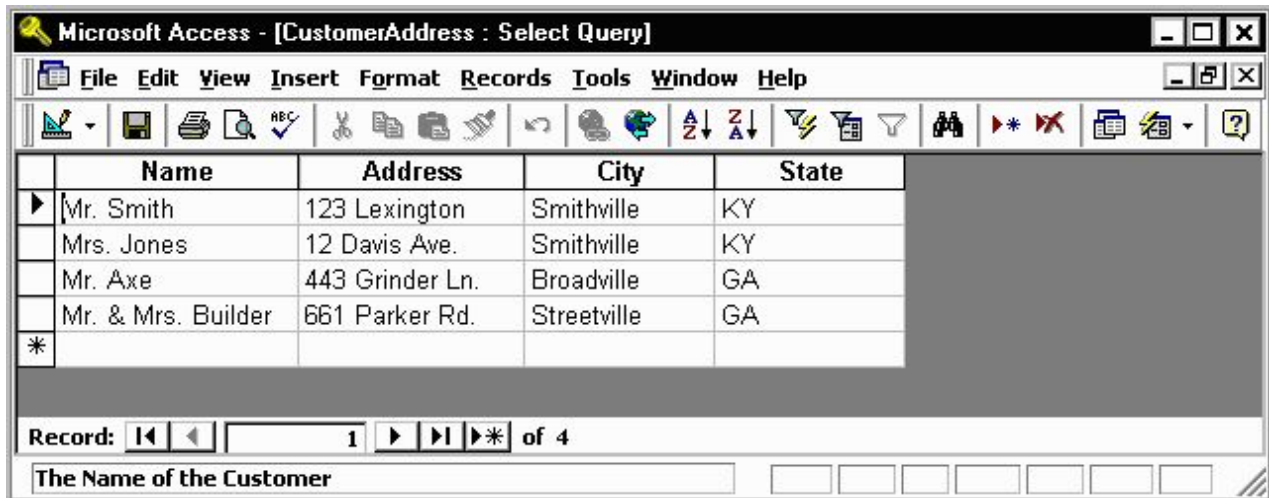 Microsoft Access - [CustomerAddress : Select Query]
File Edit View Insert Format Records Tools Window Help
ABC A Z Z A
Name Address City State
Mr. Smith 123 Lexington Smithville KY
Mrs. Jones 12 Davis Ave. Smithville KY
Mr. Axe 443 Grinder Ln. Broadville GA
Mr. & Mrs. Builder 661 Parker Rd. Streetville GA
Record: 1 of 4
The Name of the Customer